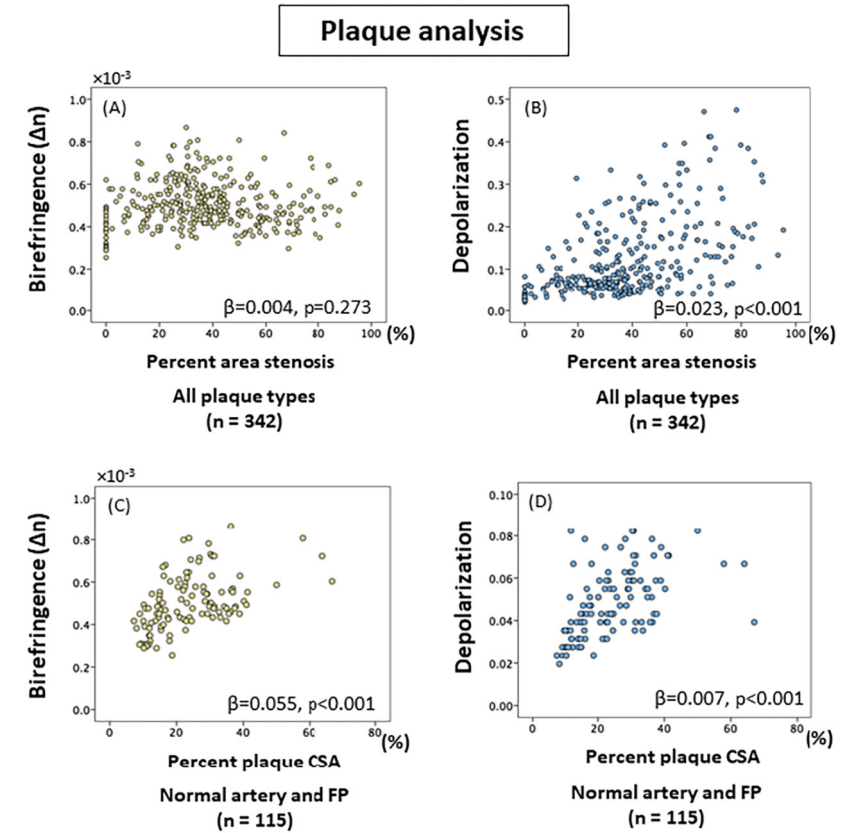 Plaque analysis
×10-3
(A)
Birefringence (Δn)
1.0
0.8
0.6
0.4
0.2
0.0
β=0.004, p=0.273
0 20 40 60 80 100 (%)
Percent area stenosis
All plaque types
(n = 342)
(B)
Depolarization
0.5
0.4
0.3
0.2
0.1
0.0
β=0.023, p<0.001
0 20 40 60 80 100 (%)
Percent area stenosis
All plaque types
(n = 342)
×10-3
(C)
Birefringence (Δn)
1.0
0.8
0.6
0.4
0.2
0.0
β=0.055, p<0.001
0 20 40 60 80 (%)
Percent plaque CSA
Normal artery and FP
(n = 115)
(D)
Depolarization
0.10
0.08
0.06
0.04
0.02
0.00
β=0.007, p<0.001
0 20 40 60 80 (%)
Percent plaque CSA
Normal artery and FP
(n = 115)